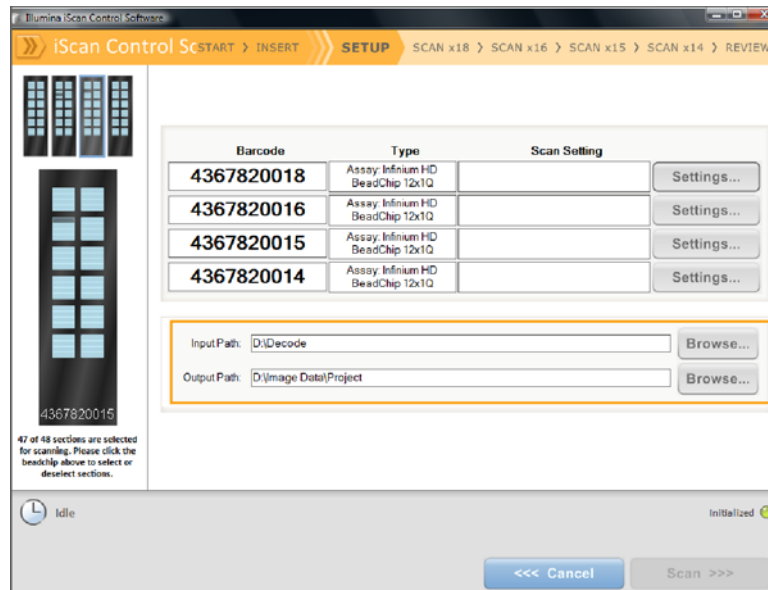 Illumina iScan Control Software
iScan Control So
START > INSERT SETUP SCAN x18 > SCAN x16 > SCAN x15 > SCAN x14 > REVIEW
Barcode Type Scan Setting
4367820018 Assay: Infinium HD BeadChip 12x1Q Settings...
4367820016 Assay: Infinium HD BeadChip 12x1Q Settings...
4367820015 Assay: Infinium HD BeadChip 12x1Q Settings...
4367820014 Assay: Infinium HD BeadChip 12x1Q Settings...
Input Path: D:\Decode Browse...
Output Path: D:\Image Data\Project Browse...
4367820015
47 of 48 sections are selected
for scanning. Please click the
beadchip above to select or
deselect sections.
Idle
Initialized
<<< Cancel Scan >>>